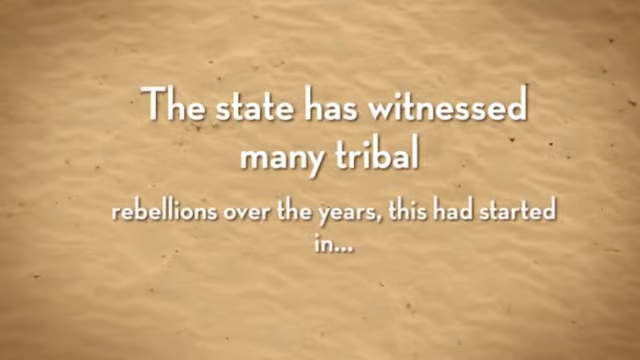 The state has witnessed
many tribal
rebellions over the years, this had started
in...